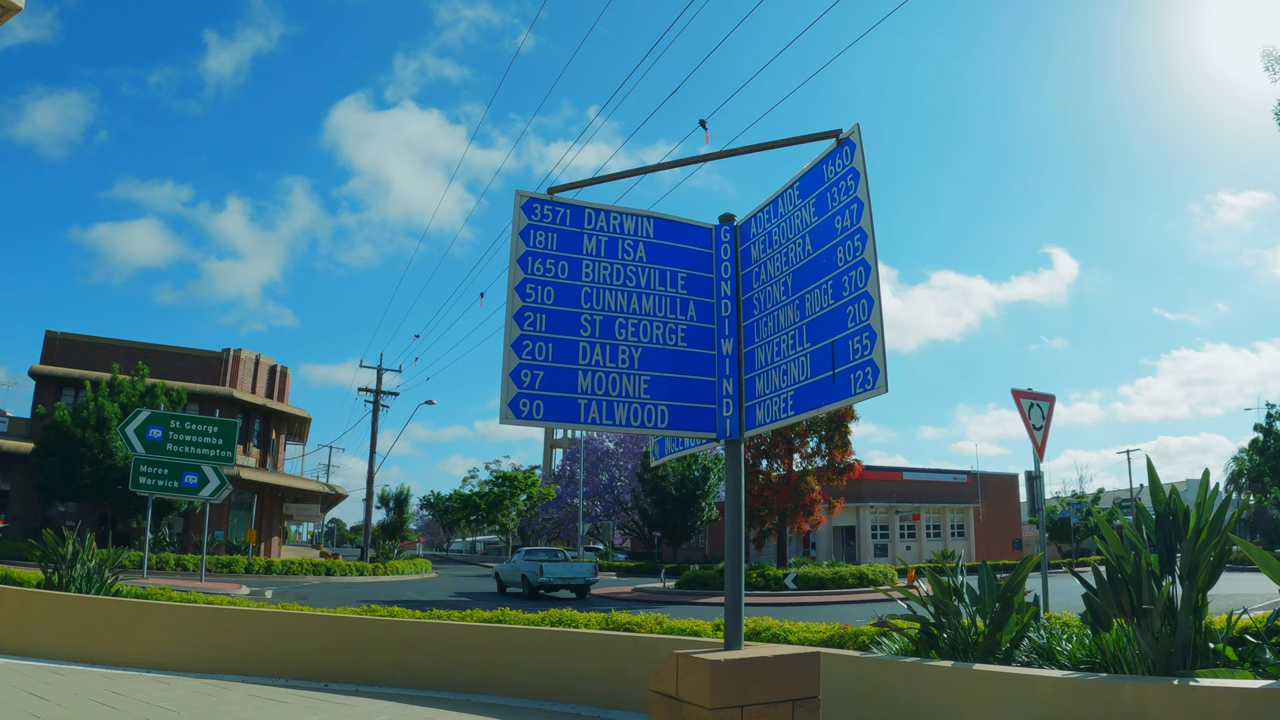 3571 DARWIN
1811 MT ISA
1650 BIRDSVILLE
510 CUNNAMULLA
211 ST GEORGE
201 DALBY
97 MOONIE
90 TALWOOD
GOONDIWINDI
ADELAIDE 1660
MELBOURNE 1325
CANBERRA 947
SYDNEY 805
LIGHTNING RIDGE 370
INVERELL 210
MUNGINDI 155
MOREE 123
INGLEWOOD
St. George
Toowoomba
Rockhampton
Moree
Warwick